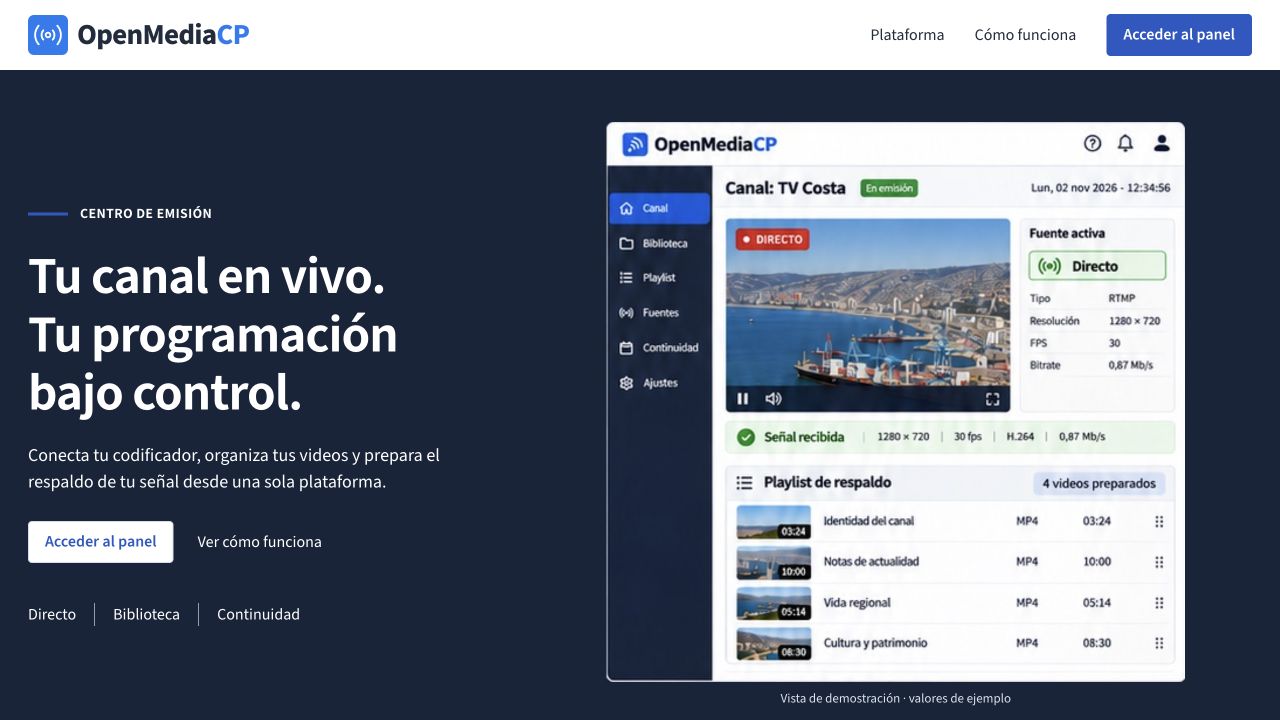 OpenMediaCP
Plataforma
Cómo funciona
Acceder al panel
CENTRO DE EMISIÓN
Tu canal en vivo.
Tu programación
bajo control.
Conecta tu codificador, organiza tus videos y prepara el
respaldo de tu señal desde una sola plataforma.
Acceder al panel
Ver cómo funciona
Directo
Biblioteca
Continuidad
OpenMediaCP
Canal
Biblioteca
Playlist
Fuentes
Continuidad
Ajustes
Canal: TV Costa
En emisión
Lun, 02 nov 2026 - 12:34:56
DIRECTO
Fuente activa
Directo
Tipo RTMP
Resolución 1280 × 720
FPS 30
Bitrate 0,87 Mb/s
Señal recibida | 1280 × 720 | 30 fps | H.264 | 0,87 Mb/s
Playlist de respaldo
4 videos preparados
03:24 Identidad del canal MP4 03:24
10:00 Notas de actualidad MP4 10:00
05:14 Vida regional MP4 05:14
08:30 Cultura y patrimonio MP4 08:30
Vista de demostración · valores de ejemplo